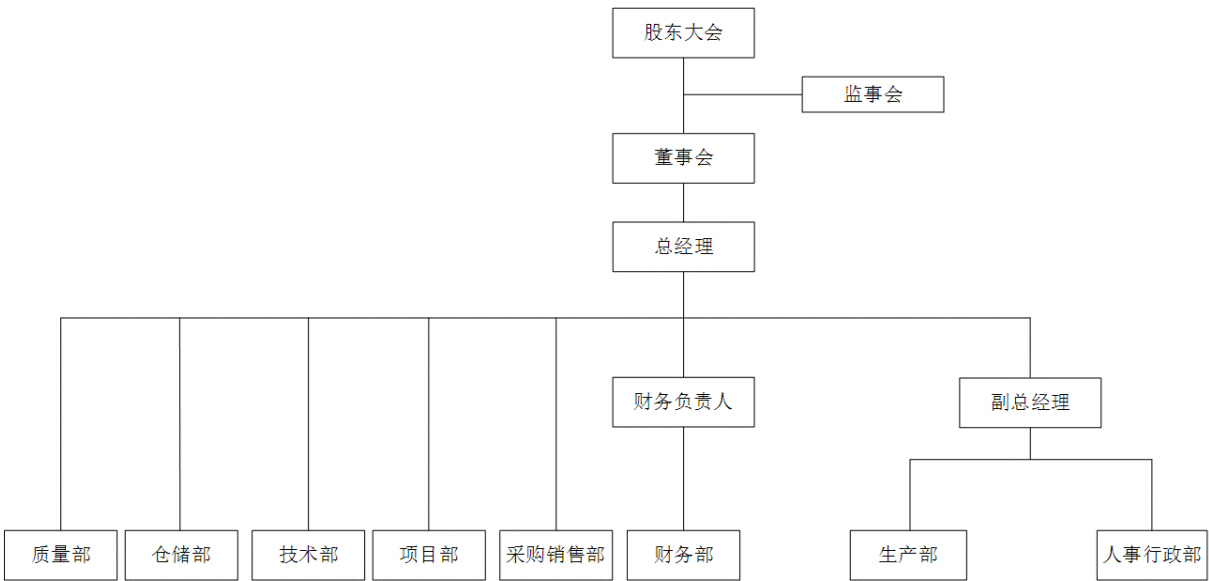 股东大会
监事会
董事会
总经理
财务负责人
副总经理
质量部
仓储部
技术部
项目部
采购销售部
财务部
生产部
人事行政部